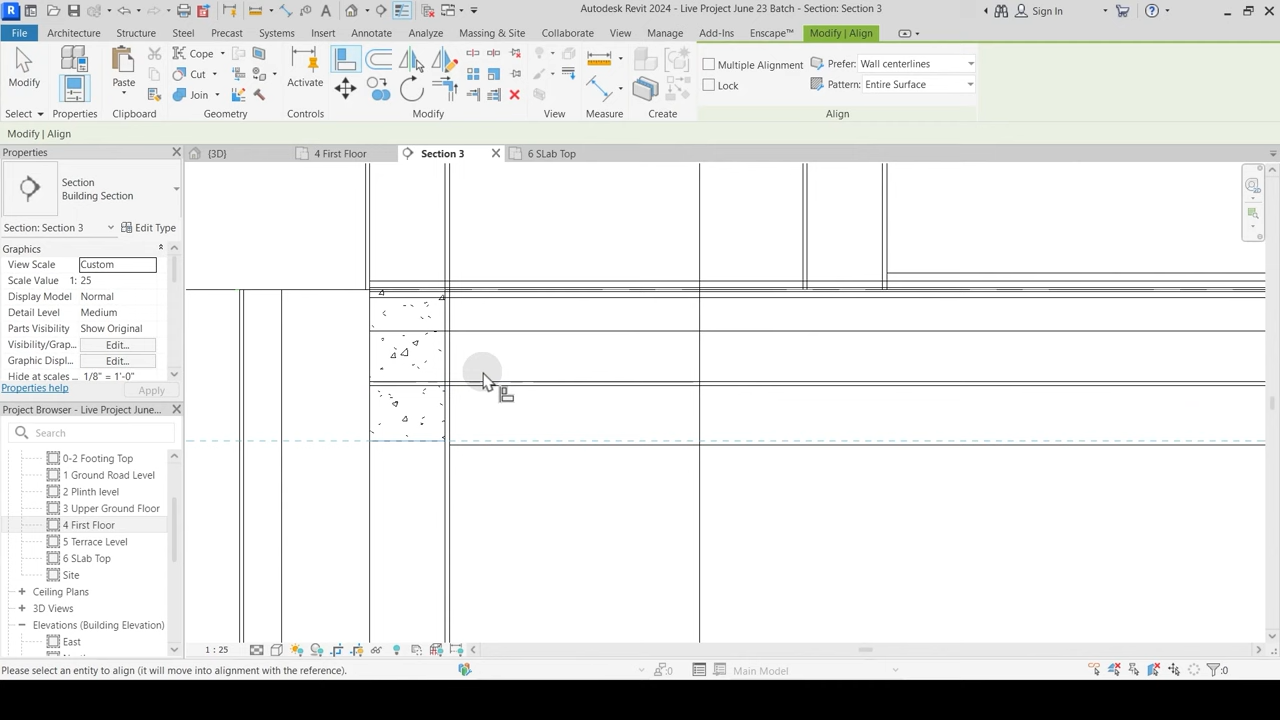 Autodesk Revit 2024 - Live Project June 23 Batch - Section: Section 3
Sign In
File
Architecture
Structure
Steel
Precast
Systems
Insert
Annotate
Analyze
Massing & Site
Collaborate
View
Manage
Add-Ins
Enscape™
Modify | Align
Modify
Properties
Paste
Cope
Cut
Join
Activate
Multiple Alignment
Lock
Prefer: Wall centerlines
Pattern: Entire Surface
Select
Properties
Clipboard
Geometry
Controls
Modify
View
Measure
Create
Align
Modify | Align
Properties
{3D}
4 First Floor
Section 3
6 SLab Top
Section
Building Section
Section: Section 3
Edit Type
Graphics
View Scale Custom
Scale Value 1: 25
Display Model Normal
Detail Level Medium
Parts Visibility Show Original
Visibility/Grap... Edit...
Graphic Displ... Edit...
Hide at scales ... 1/8" = 1'-0"
Properties help
Apply
Project Browser - Live Project June...
Search
0-2 Footing Top
1 Ground Road Level
2 Plinth level
3 Upper Ground Floor
4 First Floor
5 Terrace Level
6 SLab Top
Site
Ceiling Plans
3D Views
Elevations (Building Elevation)
East
1 : 25
Please select an entity to align (it will move into alignment with the reference).
:0
Main Model
:0